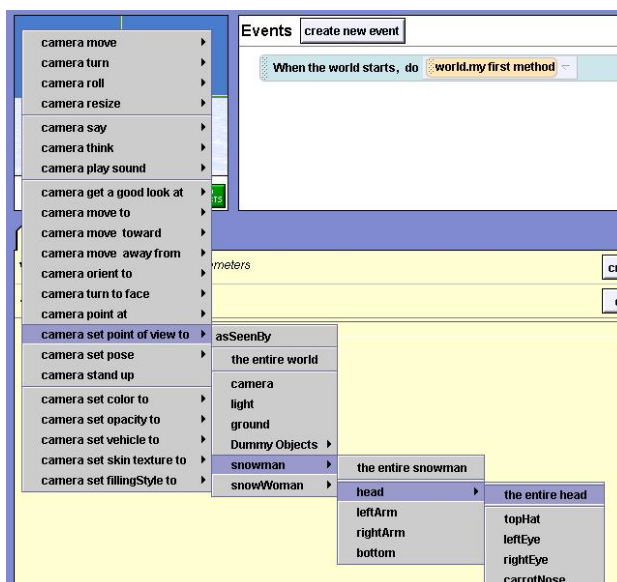 Events create new event
When the world starts, do world.my first method
camera move
camera turn
camera roll
camera resize
camera say
camera think
camera play sound
camera get a good look at
camera move to
camera move toward
camera move away from
camera orient to
camera turn to face
camera point at
camera set point of view to
camera set pose
camera stand up
camera set color to
camera set opacity to
camera set vehicle to
camera set skin texture to
camera set fillingStyle to
asSeenBy
the entire world
camera
light
ground
Dummy Objects
snowman
snowWoman
the entire snowman
head
leftArm
rightArm
bottom
the entire head
topHat
leftEye
rightEye
carrotNose